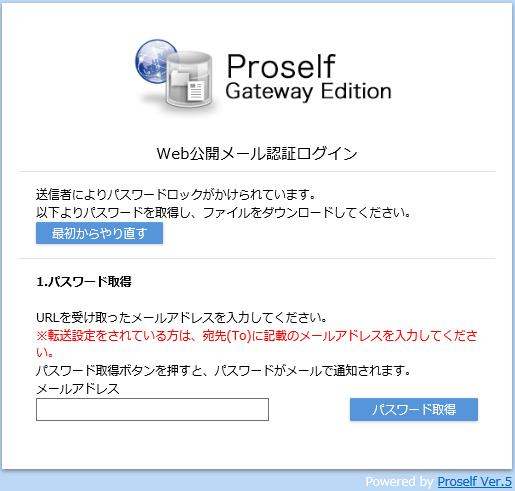 Proself
Gateway Edition
Web公開メール認証ログイン
送信者によりパスワードロックがかけられています。
以下よりパスワードを取得し、ファイルをダウンロードしてください。
最初からやり直す
1.パスワード取得
URLを受け取ったメールアドレスを入力してください。
※転送設定をされている方は、宛先(To)に記載のメールアドレスを入力してくださ
い。
パスワード取得ボタンを押すと、パスワードがメールで通知されます。
メールアドレス
パスワード取得
Powered by Proself Ver.5